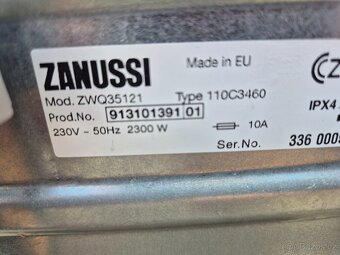 ZANUSSI Made in EU
Mod. ZWQ35121 Type 110C3460
Prod.No. 913101391 01 IPX4
230V ~ 50Hz 2300 W 10A
Ser.No. 336 000